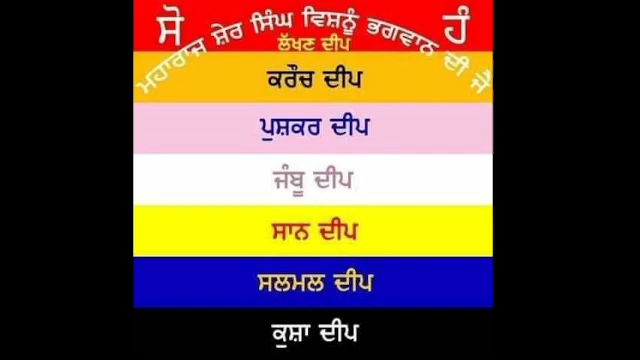 ਸੋ ਹੰ
ਮਹਾਰਾਜ ਸ਼ੇਰ ਸਿੰਘ ਵਿਸ਼ਨੂੰ ਭਗਵਾਨ ਦੀ ਜੈ
ਲੱਖਣ ਦੀਪ
ਕਰੌਚ ਦੀਪ
ਪੁਸ਼ਕਰ ਦੀਪ
ਜੰਬੂ ਦੀਪ
ਸਾਨ ਦੀਪ
ਸਲਮਲ ਦੀਪ
ਕੁਸ਼ਾ ਦੀਪ